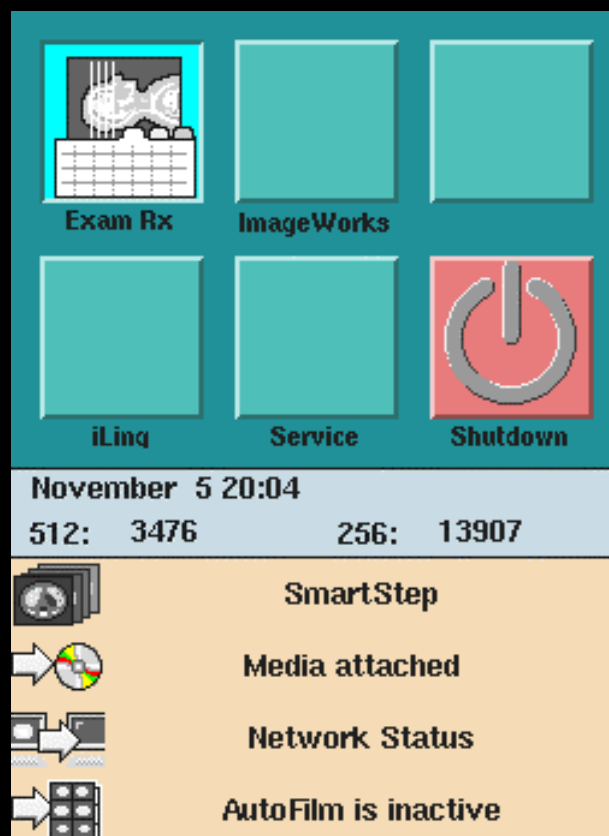 Exam Rx
ImageWorks
iLinq
Service
Shutdown
November 5 20:04
512: 3476 256: 13907
SmartStep
Media attached
Network Status
AutoFilm is inactive